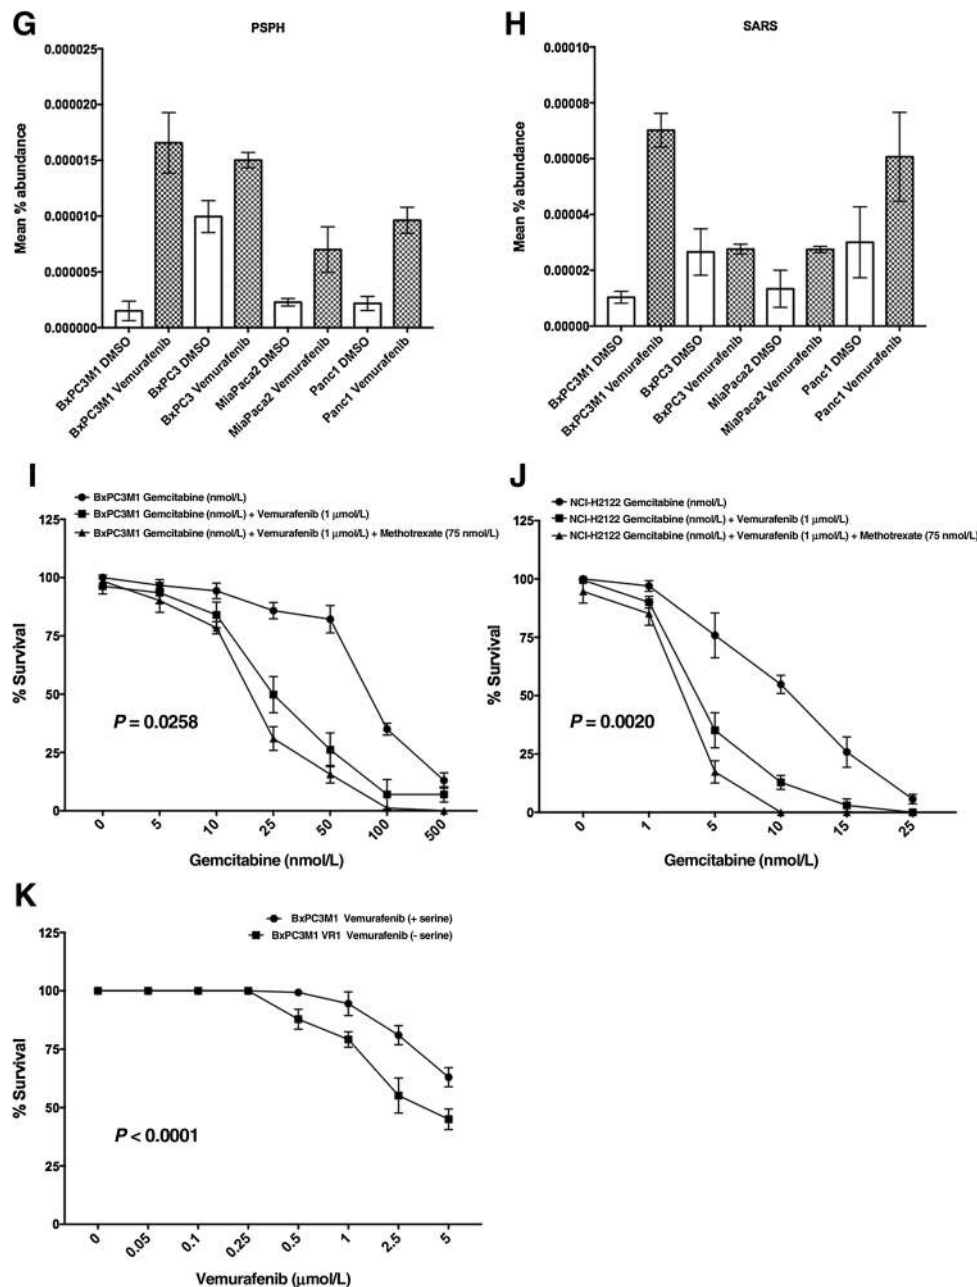 G
PSPH
Mean % abundance
0.000025
0.000020
0.000015
0.000010
0.000005
0.000000
BxPC3M1 DMSO
BxPC3M1 Vemurafenib
BxPC3 DMSO
BxPC3 Vemurafenib
MiaPaca2 DMSO
MiaPaca2 Vemurafenib
Panc1 DMSO
Panc1 Vemurafenib
H
SARS
Mean % abundance
0.00010
0.00008
0.00006
0.00004
0.00002
0.00000
BxPC3M1 DMSO
BxPC3M1 Vemurafenib
BxPC3 DMSO
BxPC3 Vemurafenib
MiaPaca2 DMSO
MiaPaca2 Vemurafenib
Panc1 DMSO
Panc1 Vemurafenib
I
BxPC3M1 Gemcitabine (nmol/L)
BxPC3M1 Gemcitabine (nmol/L) + Vemurafenib (1 µmol/L)
BxPC3M1 Gemcitabine (nmol/L) + Vemurafenib (1 µmol/L) + Methotrexate (75 nmol/L)
% Survival
125
100
75
50
25
0
P = 0.0258
0 5 10 25 50 100 500
Gemcitabine (nmol/L)
J
NCI-H2122 Gemcitabine (nmol/L)
NCI-H2122 Gemcitabine (nmol/L) + Vemurafenib (1 µmol/L)
NCI-H2122 Gemcitabine (nmol/L) + Vemurafenib (1 µmol/L) + Methotrexate (75 nmol/L)
% Survival
125
100
75
50
25
0
P = 0.0020
0 1 5 10 15 25
Gemcitabine (nmol/L)
K
BxPC3M1 Vemurafenib (+ serine)
BxPC3M1 VR1 Vemurafenib (- serine)
% Survival
125
100
75
50
25
0
P < 0.0001
0 0.05 0.1 0.25 0.5 1 2.5 5
Vemurafenib (µmol/L)